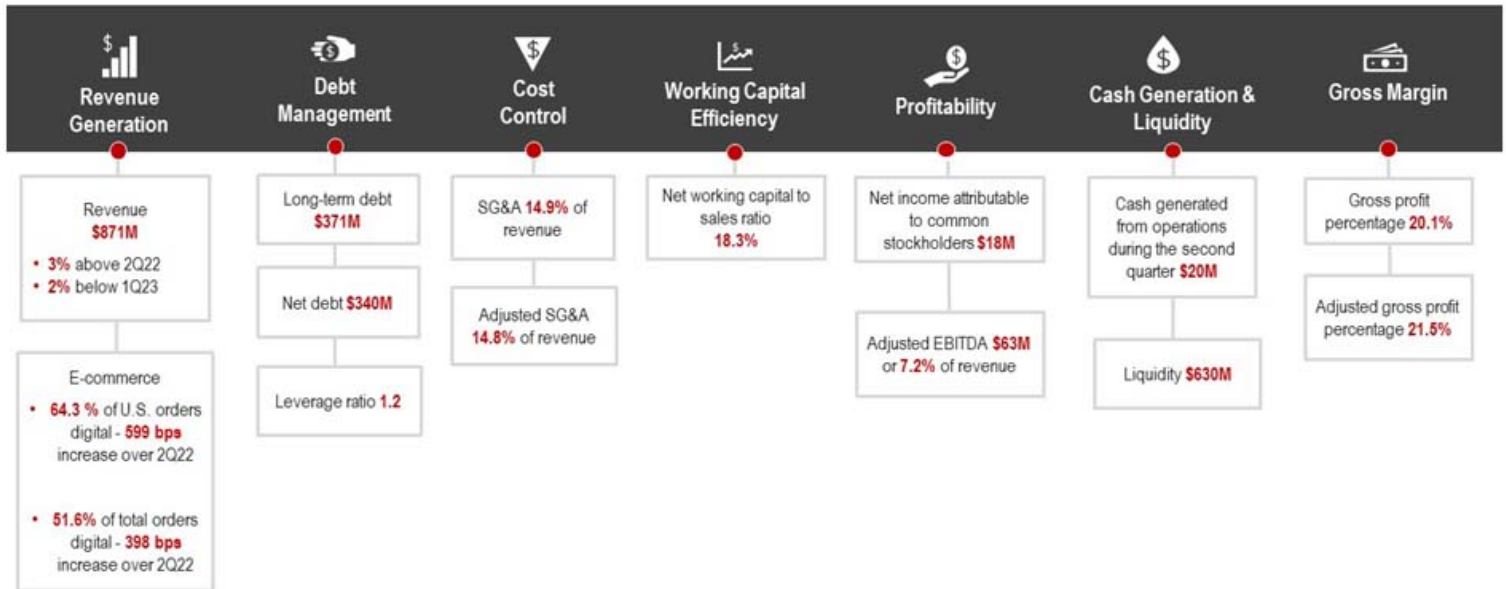 Revenue
Generation
Revenue
$871M
• 3% above 2Q22
• 2% below 1Q23
E-commerce
• 64.3 % of U.S. orders
digital - 599 bps
increase over 2Q22
• 51.6% of total orders
digital - 398 bps
increase over 2Q22
Debt
Management
Long-term debt
$371M
Net debt $340M
Leverage ratio 1.2
Cost
Control
SG&A 14.9% of
revenue
Adjusted SG&A
14.8% of revenue
Working Capital
Efficiency
Net working capital to
sales ratio
18.3%
Profitability
Net income attributable
to common
stockholders $18M
Adjusted EBITDA $63M
or 7.2% of revenue
Cash Generation &
Liquidity
Cash generated
from operations
during the second
quarter $20M
Liquidity $630M
Gross Margin
Gross profit
percentage 20.1%
Adjusted gross profit
percentage 21.5%